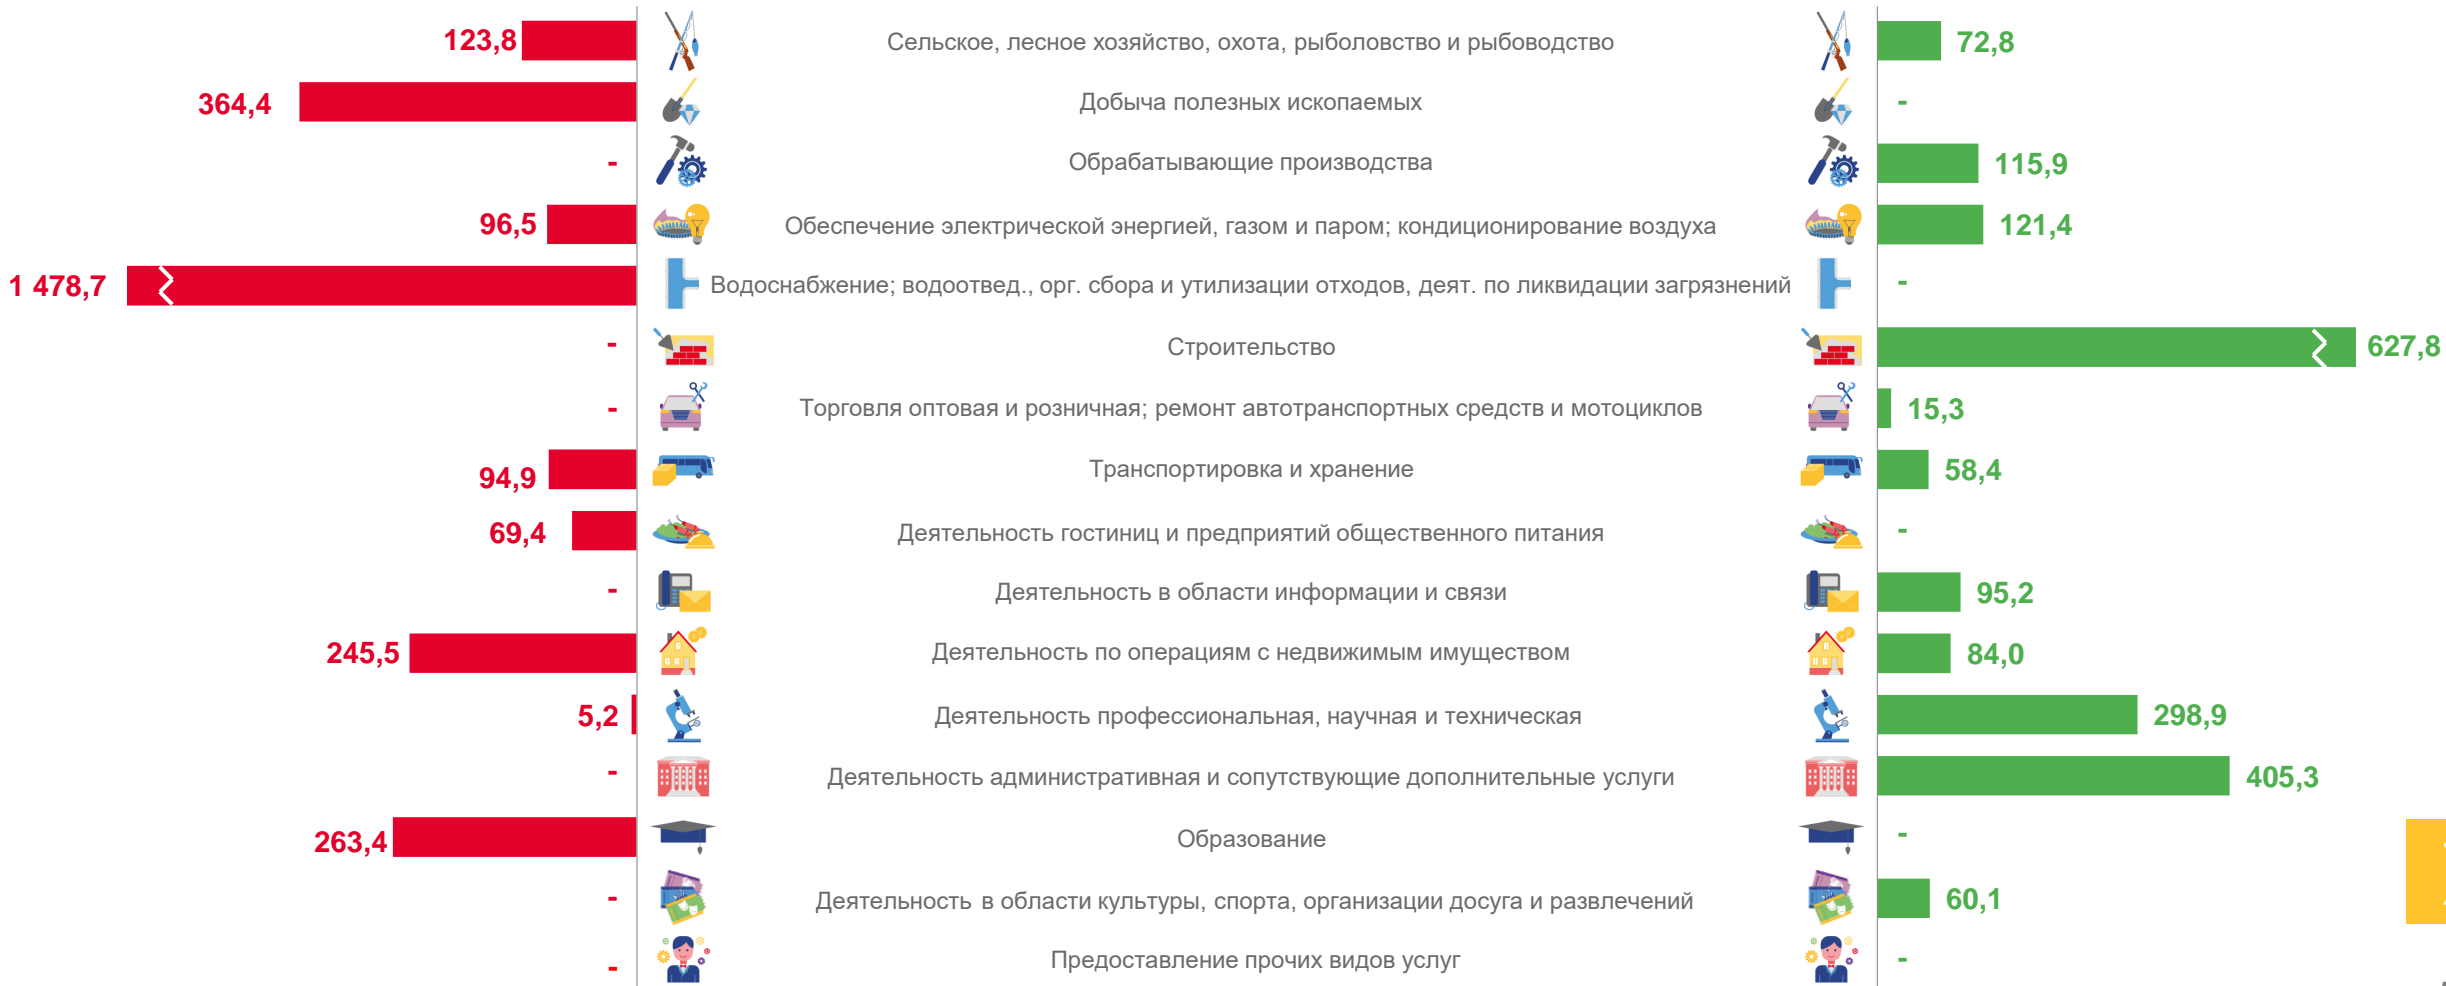 123,8 Сельское, лесное хозяйство, охота, рыболовство и рыбоводство 72,8
364,4 Добыча полезных ископаемых -
- Обрабатывающие производства 115,9
96,5 Обеспечение электрической энергией, газом и паром; кондиционирование воздуха 121,4
1 478,7 Водоснабжение; водоотвед., орг. сбора и утилизации отходов, деят. по ликвидации загрязнений -
- Строительство 627,8
- Торговля оптовая и розничная; ремонт автотранспортных средств и мотоциклов 15,3
94,9 Транспортировка и хранение 58,4
69,4 Деятельность гостиниц и предприятий общественного питания -
- Деятельность в области информации и связи 95,2
245,5 Деятельность по операциям с недвижимым имуществом 84,0
5,2 Деятельность профессиональная, научная и техническая 298,9
- Деятельность административная и сопутствующие дополнительные услуги 405,3
263,4 Образование -
- Деятельность в области культуры, спорта, организации досуга и развлечений 60,1
- Предоставление прочих видов услуг -